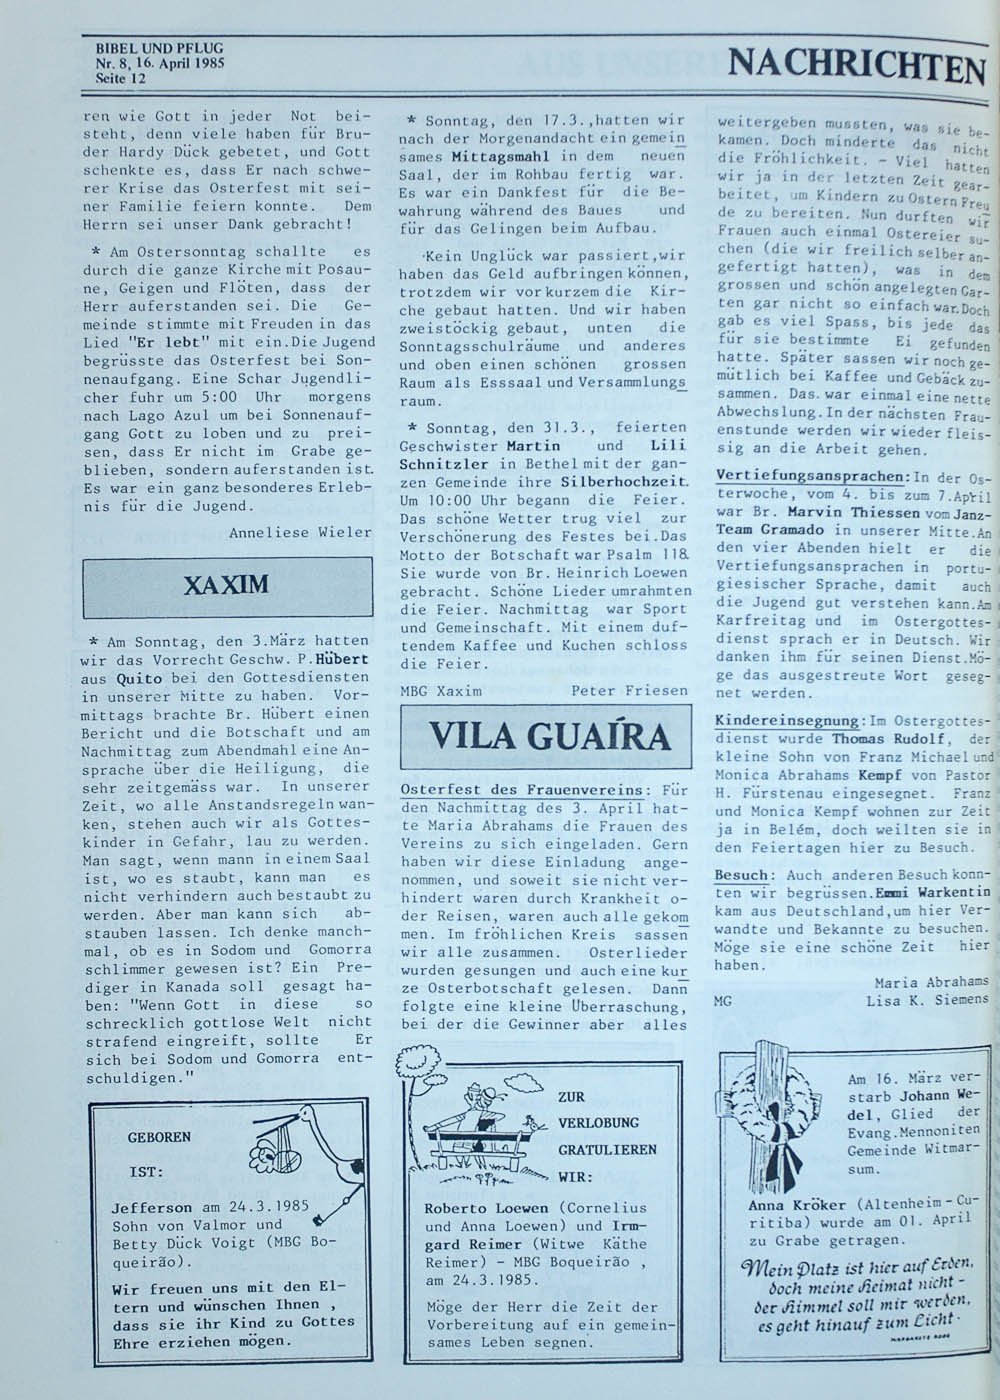 BIBEL UND PFLUG
Nr. 8, 16. April 1985
Seite 12
NACHRICHTEN
ren wie Gott in jeder Not bei-
steht, denn viele haben für Bru-
der Hardy Dück gebetet, und Gott
schenkte es, dass Er nach schwe-
rer Krise das Osterfest mit sei-
ner Familie feiern konnte. Dem
Herrn sei unser Dank gebracht!
* Am Ostersonntag schallte es
durch die ganze Kirche mit Posau-
ne, Geigen und Flöten, dass der
Herr auferstanden sei. Die Ge-
meinde stimmte mit Freuden in das
Lied "Er lebt" mit ein.Die Jugend
begrüsste das Osterfest bei Son-
nenaufgang. Eine Schar Jugendli-
cher fuhr um 5:00 Uhr morgens
nach Lago Azul um bei Sonnenauf-
gang Gott zu loben und zu prei-
sen, dass Er nicht im Grabe ge-
blieben, sondern auferstanden ist.
Es war ein ganz besonderes Erleb-
nis für die Jugend.
Anneliese Wieler
XAXIM
* Am Sonntag, den 3.März hatten
wir das Vorrecht Geschw. P.Hübert
aus Quito bei den Gottesdiensten
in unserer Mitte zu haben. Vor-
mittags brachte Br. Hübert einen
Bericht und die Botschaft und am
Nachmittag zum Abendmahl eine An-
sprache über die Heiligung, die
sehr zeitgemäss war. In unserer
Zeit, wo alle Anstandsregeln wan-
ken, stehen auch wir als Gottes-
kinder in Gefahr, lau zu werden.
Man sagt, wenn mann in einem Saal
ist, wo es staubt, kann man es
nicht verhindern auch bestaubt zu
werden. Aber man kann sich ab-
stauben lassen. Ich denke manch-
mal, ob es in Sodom und Gomorra
schlimmer gewesen ist? Ein Pre-
diger in Kanada soll gesagt ha-
ben: "Wenn Gott in diese so
schrecklich gottlose Welt nicht
strafend eingreift, sollte Er
sich bei Sodom und Gomorra ent-
schuldigen."
GEBOREN
IST:
Jefferson am 24.3.1985
Sohn von Valmor und
Betty Dück Voigt (MBG Bo-
queirão).
Wir freuen uns mit den El-
tern und wünschen Ihnen ,
dass sie ihr Kind zu Gottes
Ehre erziehen mögen.
* Sonntag, den 17.3.,hatten wir
nach der Morgenandacht ein gemein
sames Mittagsmahl in dem neuen
Saal, der im Rohbau fertig war.
Es war ein Dankfest für die Be-
wahrung während des Baues und
für das Gelingen beim Aufbau.
Kein Unglück war passiert,wir
haben das Geld aufbringen können,
trotzdem wir vor kurzem die Kir-
che gebaut hatten. Und wir haben
zweistöckig gebaut, unten die
Sonntagsschulräume und anderes
und oben einen schönen grossen
Raum als Esssaal und Versammlungs
raum.
* Sonntag, den 31.3., feierten
Geschwister Martin und Lili
Schnitzler in Bethel mit der gan-
zen Gemeinde ihre Silberhochzeit.
Um 10:00 Uhr begann die Feier.
Das schöne Wetter trug viel zur
Verschönerung des Festes bei.Das
Motto der Botschaft war Psalm 118.
Sie wurde von Br. Heinrich Loewen
gebracht. Schöne Lieder umrahmten
die Feier. Nachmittag war Sport
und Gemeinschaft. Mit einem duf-
tendem Kaffee und Kuchen schloss
die Feier.
MBG Xaxim Peter Friesen
VILA GUAÍRA
Osterfest des Frauenvereins: Für
den Nachmittag des 3. April hat-
te Maria Abrahams die Frauen des
Vereins zu sich eingeladen. Gern
haben wir diese Einladung ange-
nommen, und soweit sie nicht ver-
hindert waren durch Krankheit o-
der Reisen, waren auch alle gekom
men. Im fröhlichen Kreis sassen
wir alle zusammen. Osterlieder
wurden gesungen und auch eine kur
ze Osterbotschaft gelesen. Dann
folgte eine kleine Überraschung,
bei der die Gewinner aber alles
ZUR
VERLOBUNG
GRATULIEREN
WIR:
Roberto Loewen (Cornelius
und Anna Loewen) und Irm-
gard Reimer (Witwe Käthe
Reimer) - MBG Boqueirão ,
am 24.3.1985.
Möge der Herr die Zeit der
Vorbereitung auf ein gemein-
sames Leben segnen.
weitergeben mussten, was sie be-
kamen. Doch minderte das nicht
die Fröhlichkeit. - Viel hatten
wir ja in der letzten Zeit gear-
beitet, um Kindern zu Ostern Freu
de zu bereiten. Nun durften wir
Frauen auch einmal Ostereier su-
chen (die wir freilich selber an-
gefertigt hatten), was in dem
grossen und schön angelegten Gar-
ten gar nicht so einfach war.Doch
gab es viel Spass, bis jede das
für sie bestimmte Ei gefunden
hatte. Später sassen wir noch ge-
mütlich bei Kaffee und Gebäck zu-
sammen. Das war einmal eine nette
Abwechslung.In der nächsten Frau-
enstunde werden wir wieder fleis-
sig an die Arbeit gehen.
Vertiefungsansprachen:In der Os-
terwoche, vom 4. bis zum 7.April
war Br. Marvin Thiessen vom Janz-
Team Gramado in unserer Mitte.An
den vier Abenden hielt er die
Vertiefungsansprachen in portu-
giesischer Sprache, damit auch
die Jugend gut verstehen kann.Am
Karfreitag und im Ostergottes-
dienst sprach er in Deutsch. Wir
danken ihm für seinen Dienst.Mö-
ge das ausgestreute Wort geseg-
net werden.
Kindereinsegnung:Im Ostergottes-
dienst wurde Thomas Rudolf, der
kleine Sohn von Franz Michael und
Monica Abrahams Kempf von Pastor
H. Fürstenau eingesegnet. Franz
und Monica Kempf wohnen zur Zeit
ja in Belém, doch weilten sie in
den Feiertagen hier zu Besuch.
Besuch: Auch anderen Besuch konn-
ten wir begrüssen.Emmi Warkentin
kam aus Deutschland,um hier Ver-
wandte und Bekannte zu besuchen.
Möge sie eine schöne Zeit hier
haben.
Maria Abrahams
MG Lisa K. Siemens
Am 16. März ver-
starb Johann We-
del, Glied der
Evang.Mennoniten
Gemeinde Witmar-
sum.
Anna Kröker (Altenheim-Cu-
ritiba) wurde am 01. April
zu Grabe getragen.
Mein Platz ist hier auf Erden,
doch meine Heimat nicht -
der Himmel soll mir werden,
es geht hinauf zum Licht.